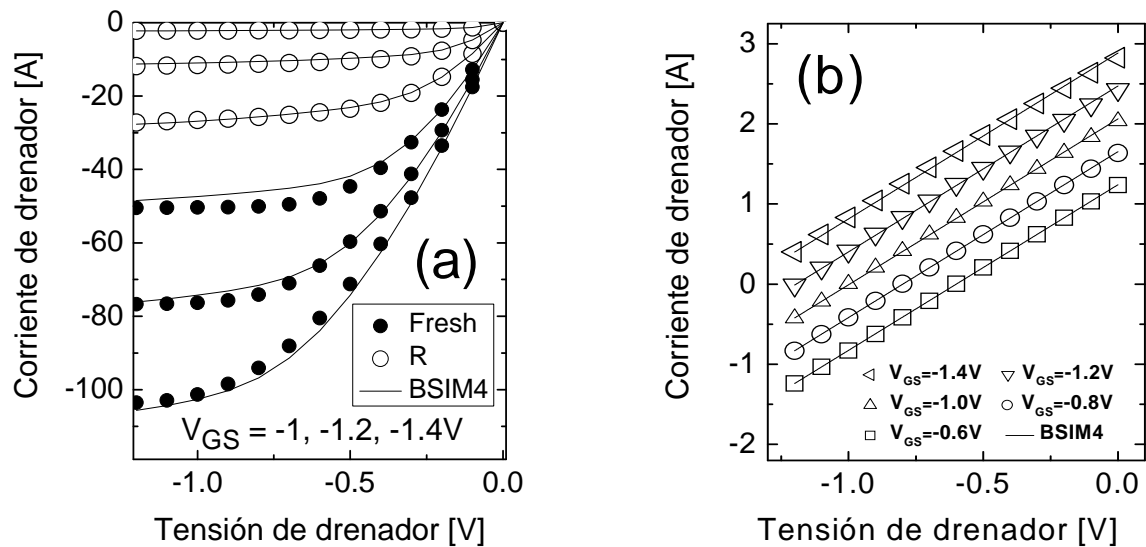 0
-20
-40
-60
-80
-100
Corriente de drenador [A]
(a)
Fresh
R
BSIM4
V_GS = -1, -1.2, -1.4V
-1.0 -0.5 0.0
Tensión de drenador [V]
3
2
1
0
-1
-2
Corriente de drenador [A]
(b)
V_GS=-1.4V V_GS=-1.2V
V_GS=-1.0V V_GS=-0.8V
V_GS=-0.6V BSIM4
-1.0 -0.5 0.0
Tensión de drenador [V]